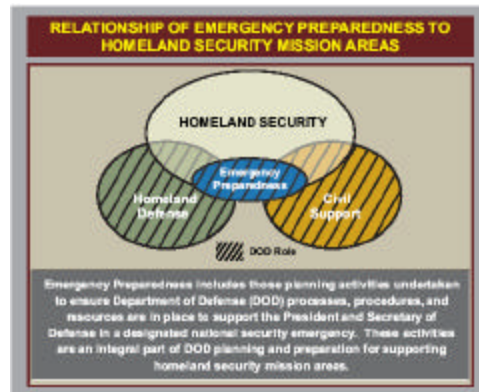 RELATIONSHIP OF EMERGENCY PREPAREDNESS TO
HOMELAND SECURITY MISSION AREAS
HOMELAND SECURITY
Emergency
Preparedness
Homeland
Defense
Civil
Support
DOD Role
Emergency Preparedness includes those planning activities undertaken
to ensure Department of Defense (DOD) processes, procedures, and
resources are in place to support the President and Secretary of
Defense in a designated national security emergency. These activities
are an integral part of DOD planning and preparation for supporting
homeland security mission areas.